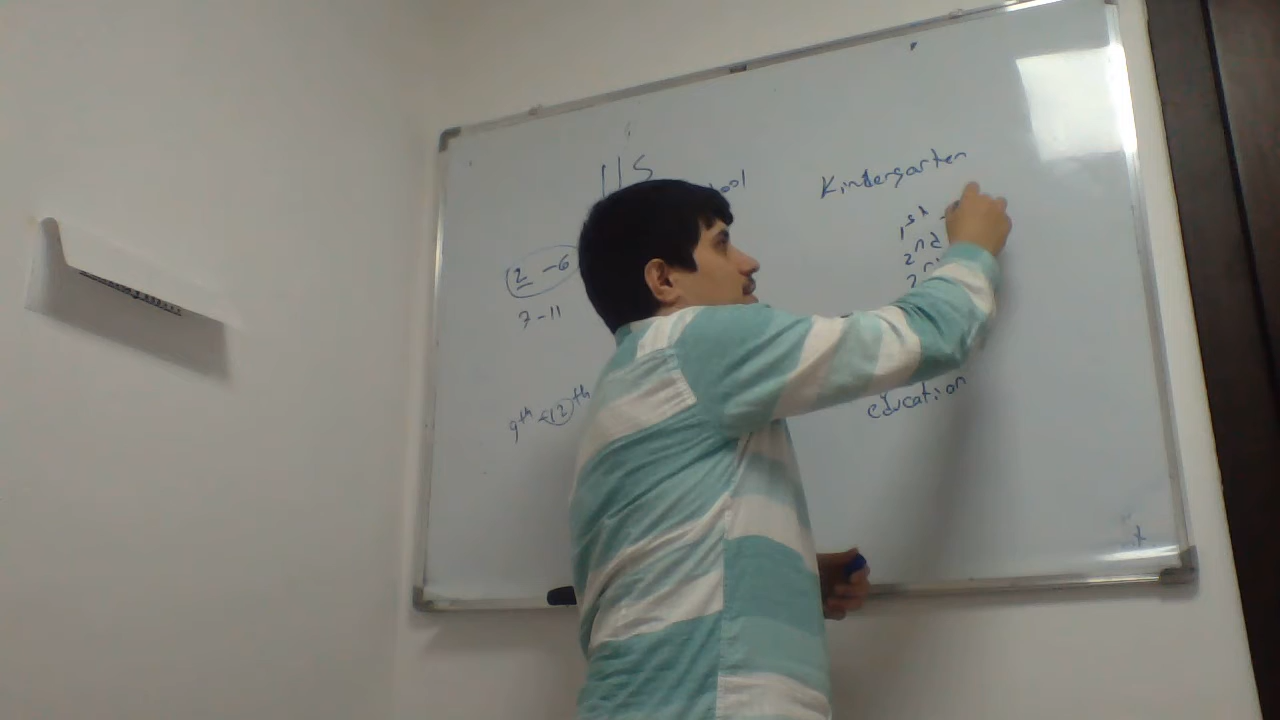 US
Kindergarten
2 - 6
1st -
2nd
7 - 11
9th - 12th
education